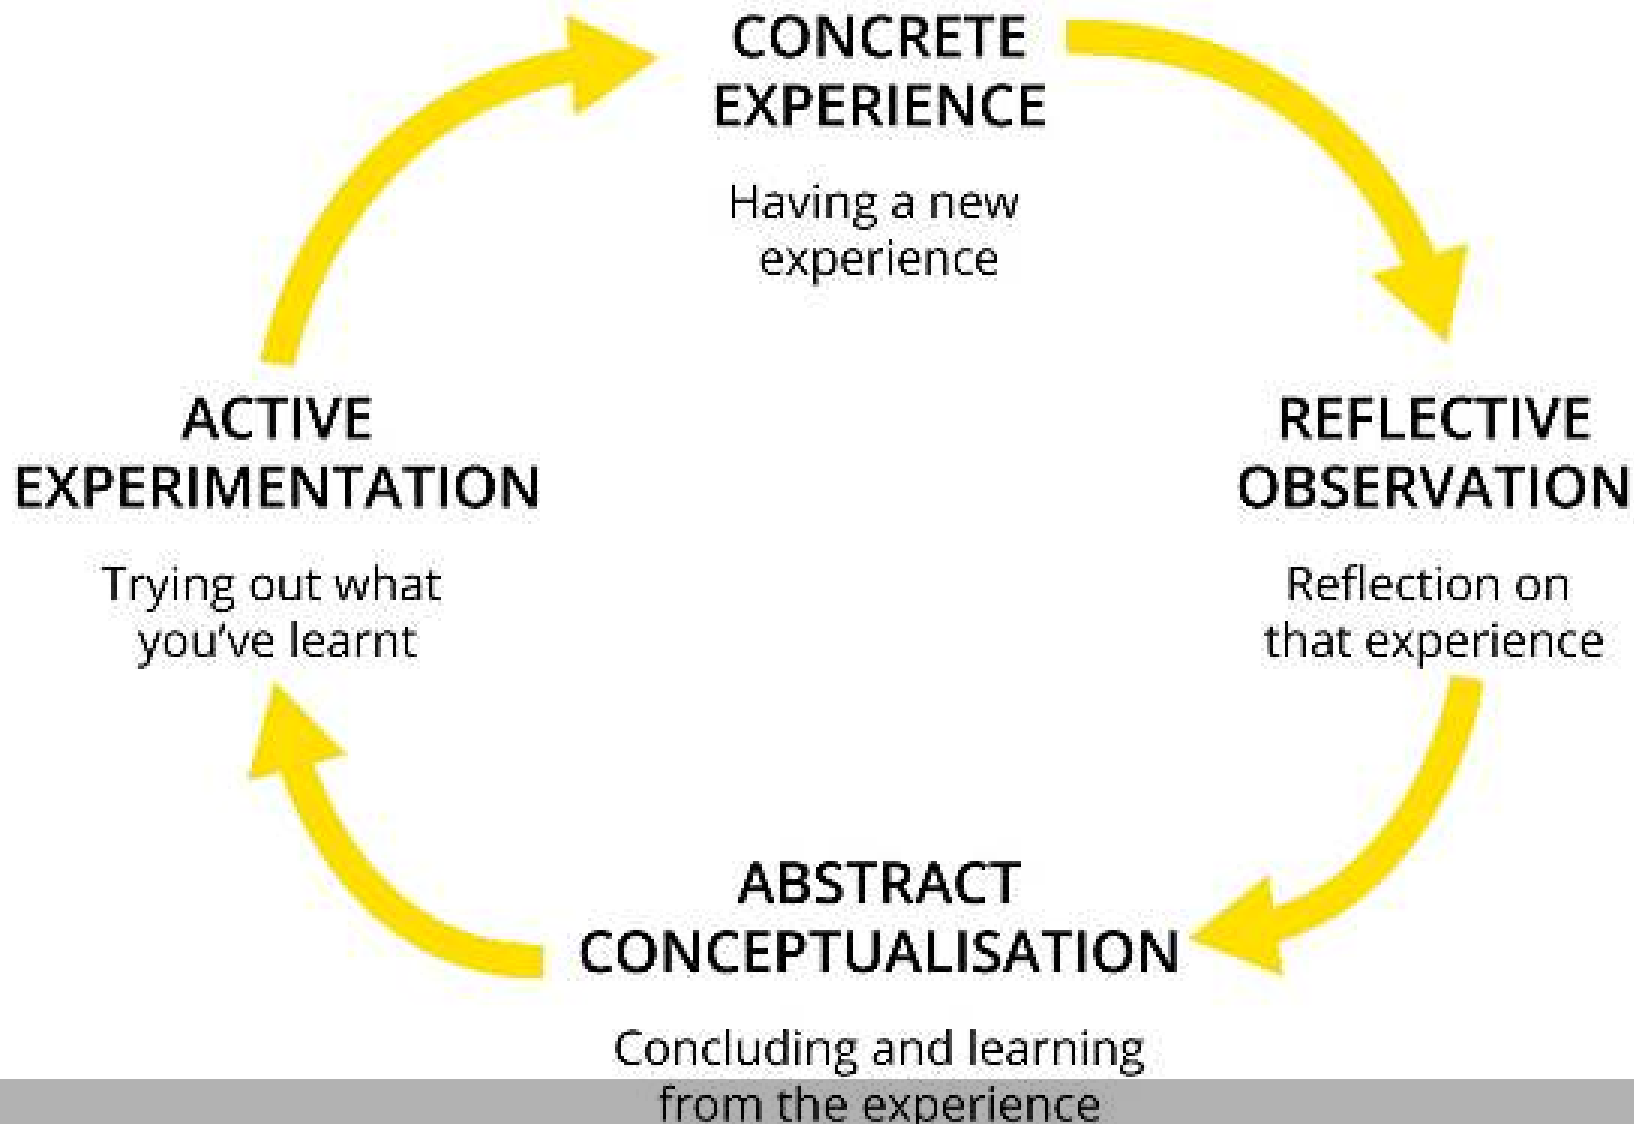 CONCRETE
EXPERIENCE
Having a new
experience
REFLECTIVE
OBSERVATION
Reflection on
that experience
ABSTRACT
CONCEPTUALISATION
Concluding and learning
from the experience
ACTIVE
EXPERIMENTATION
Trying out what
you've learnt